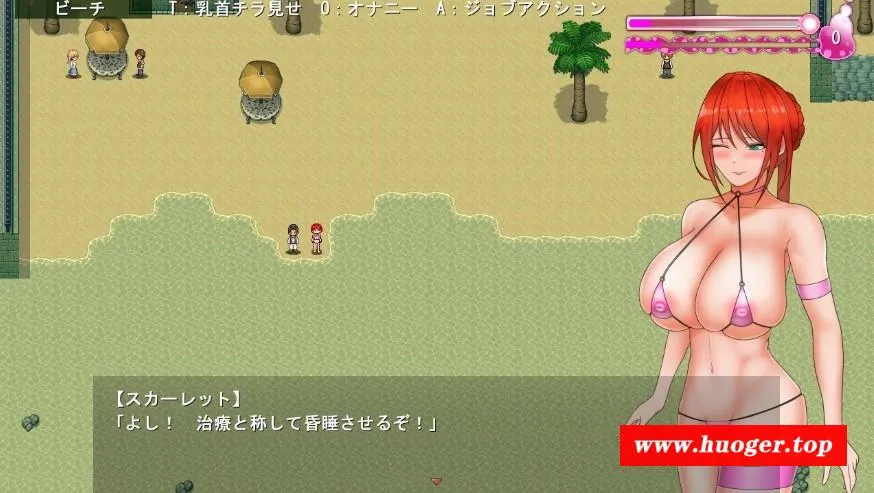 ビーチ　T：乳首チラ見せ　O：オナニー　A：ジョブアクション
0
【スカーレット】
「よし！　治療と称して昏睡させるぞ！」
www.huoger.top